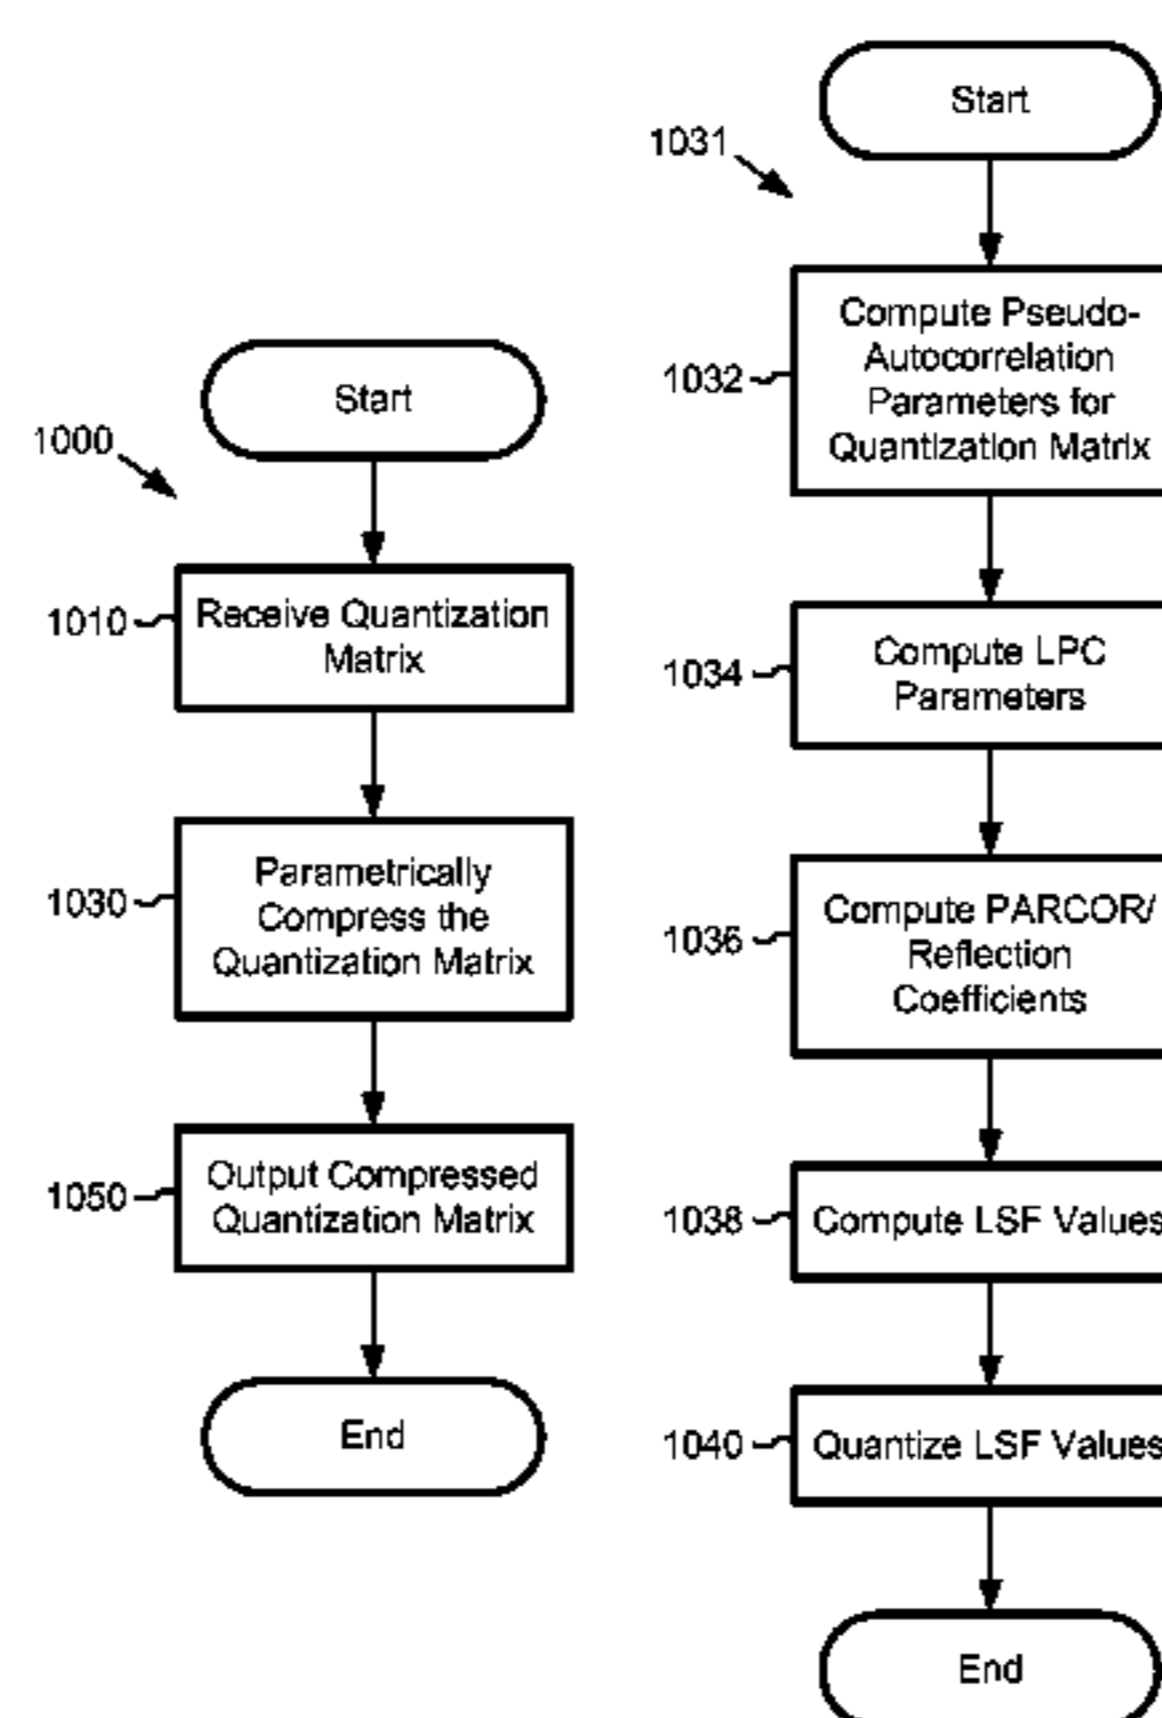 Start
1000
1010
Receive Quantization
Matrix
1030
Parametrically
Compress the
Quantization Matrix
1050
Output Compressed
Quantization Matrix
End
Start
1031
1032
Compute Pseudo-
Autocorrelation
Parameters for
Quantization Matrix
1034
Compute LPC
Parameters
1036
Compute PARCOR/
Reflection
Coefficients
1038
Compute LSF Values
1040
Quantize LSF Values
End